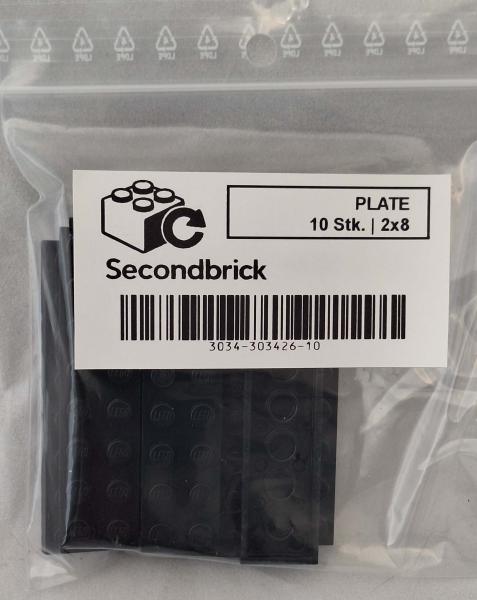 PLATE
10 Stk. | 2x8
Secondbrick
3034-303426-10